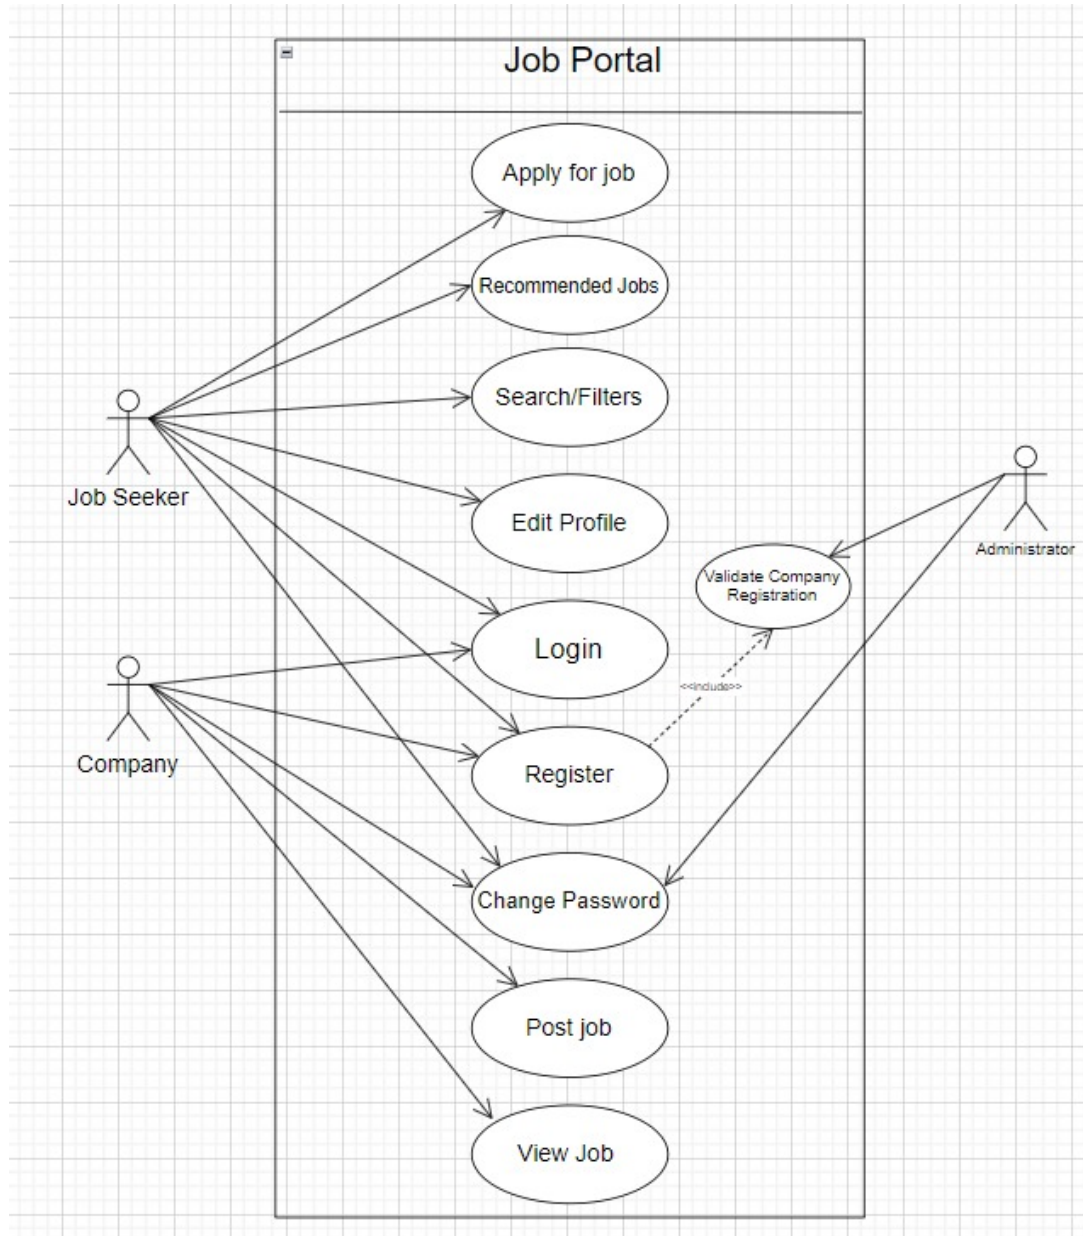 Job Portal
Apply for job
Recommended Jobs
Search/Filters
Job Seeker
Edit Profile
Administrator
Validate Company
Registration
Login
<<include>>
Company
Register
Change Password
Post job
View Job